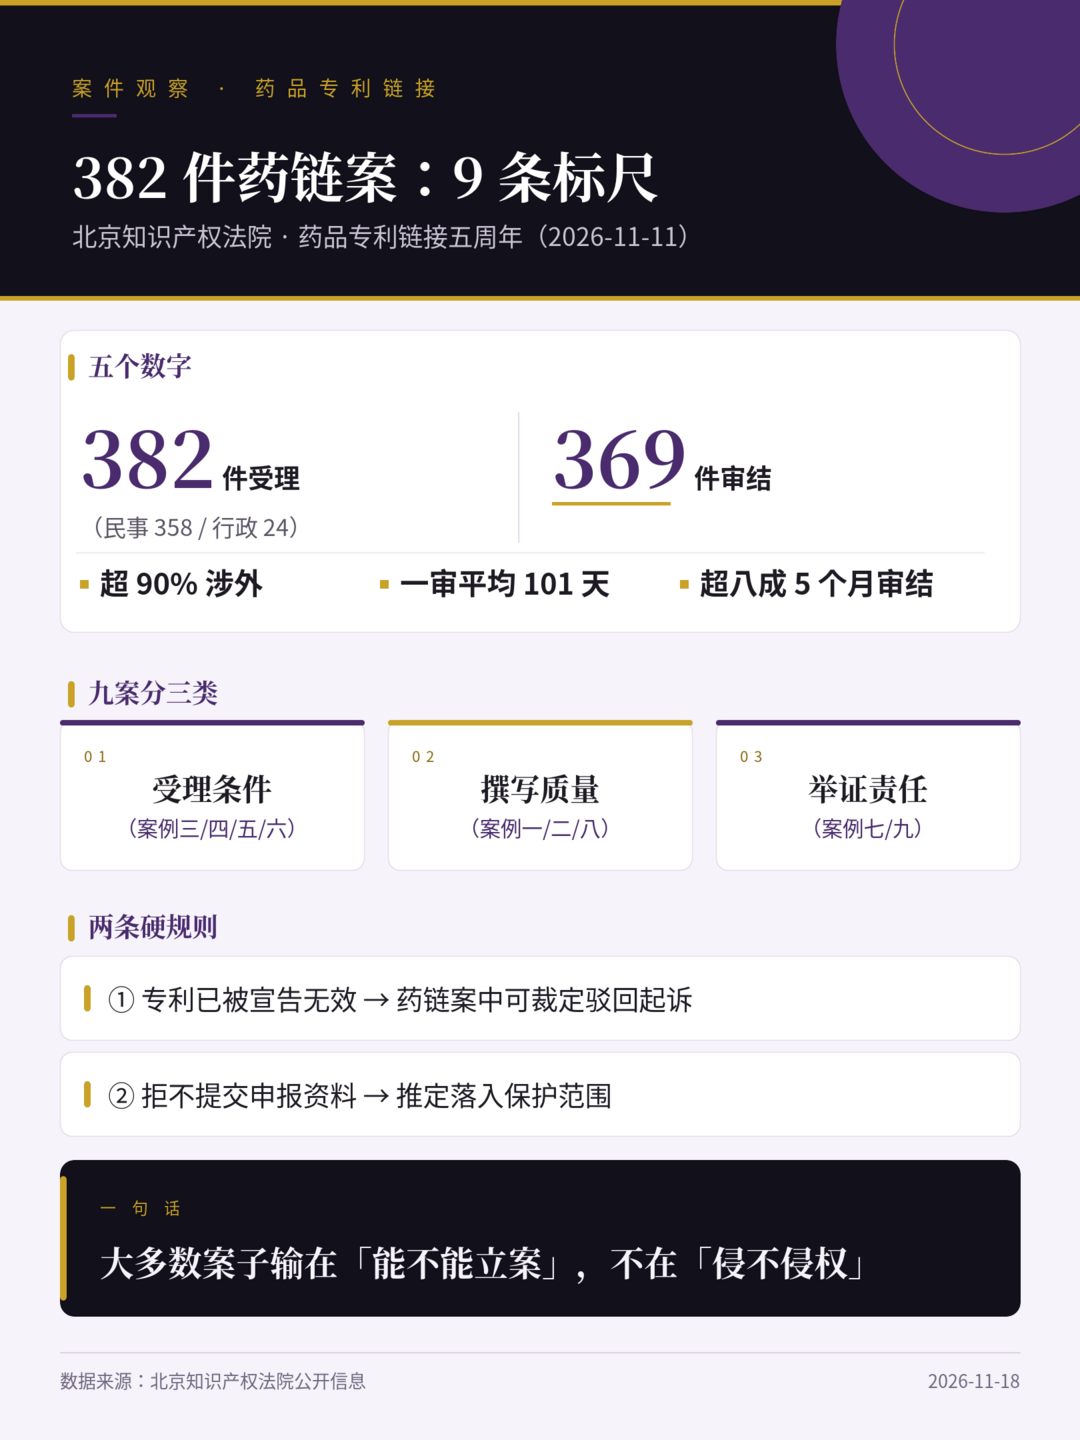 案件观察 · 药品专利链接
382 件药链案：9 条标尺
北京知识产权法院 · 药品专利链接五周年（2026-11-11）
五个数字
382 件受理
（民事 358 / 行政 24）
369 件审结
超 90% 涉外
一审平均 101 天
超八成 5 个月审结
九案分三类
01
受理条件
（案例三/四/五/六）
02
撰写质量
（案例一/二/八）
03
举证责任
（案例七/九）
两条硬规则
① 专利已被宣告无效 → 药链案中可裁定驳回起诉
② 拒不提交申报资料 → 推定落入保护范围
一句话
大多数案子输在「能不能立案」，不在「侵不侵权」
数据来源：北京知识产权法院公开信息
2026-11-18